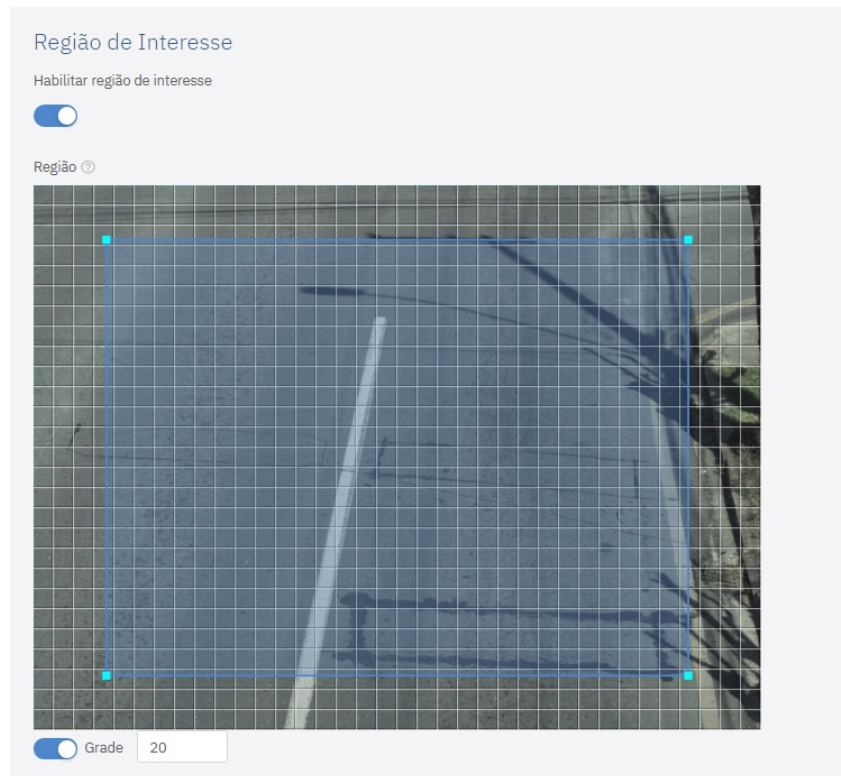 Região de Interesse
Habilitar região de interesse
Região
Grade 20